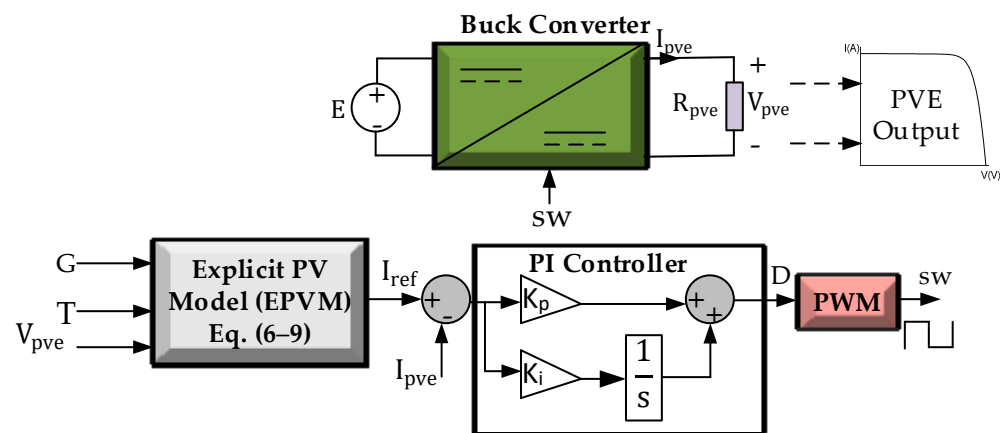 Buck Converter
I(A)
I_pve
E
+
-
R_pve
+
V_pve
-
PVE
Output
V(V)
sw
G
T
V_pve
Explicit PV
Model (EPVM)
Eq. (6–9)
I_ref
+
-
I_pve
PI Controller
K_p
K_i
1
s
+
+
D
PWM
sw